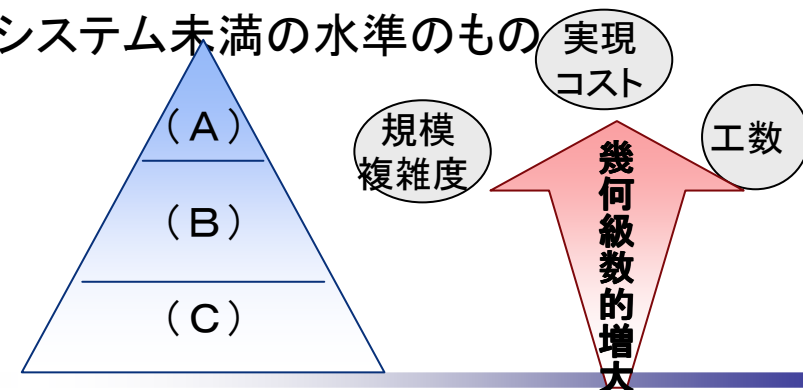 システム未満の水準のもの
実現
コスト
規模
複雑度
工数
(A)
(B)
(C)
幾何級数的増大